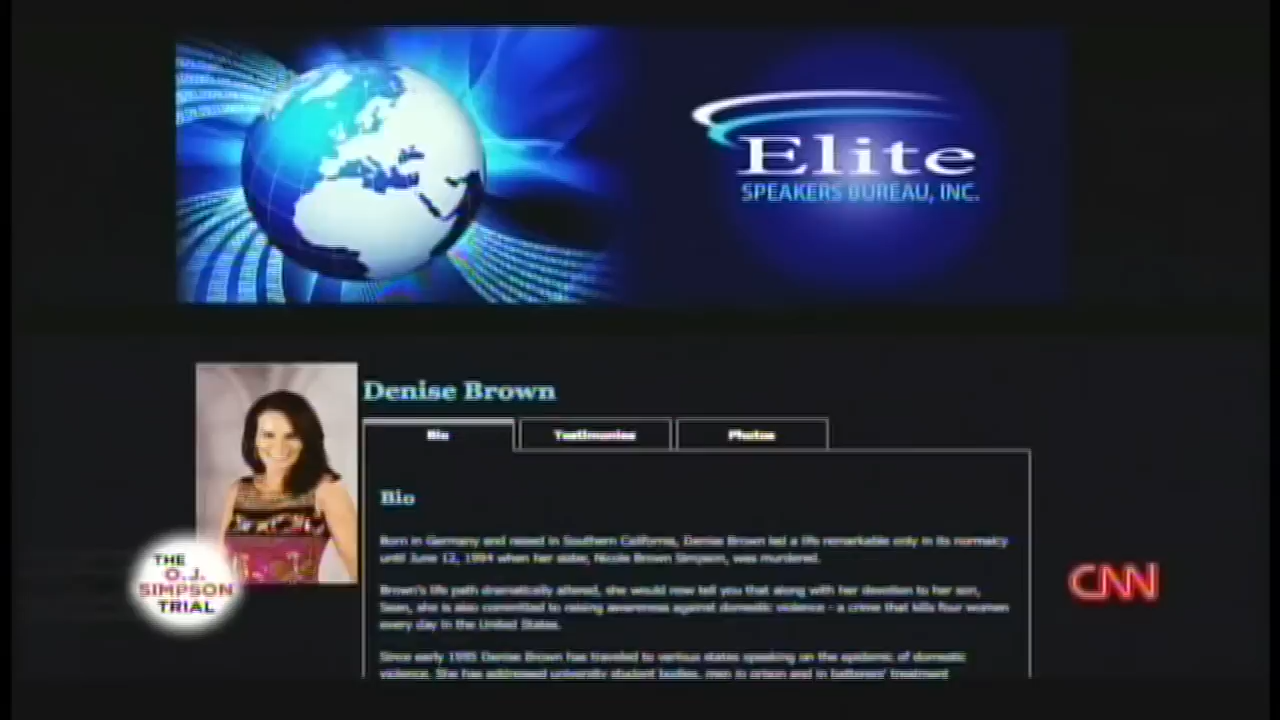 Elite
SPEAKERS BUREAU, INC.
Denise Brown
Bio
Testimonies
Photos
Bio
Born in Germany and raised in Southern California, Denise Brown led a life remarkable only in its normalcy
until June 12, 1994 when her sister, Nicole Brown Simpson, was murdered.
Brown's life path dramatically altered, she would now tell you that along with her devotion to her son,
Sean, she is also committed to raising awareness against domestic violence - a crime that kills four women
every day in the United States.
Since early 1995 Denise Brown has traveled to various states speaking on the epidemic of domestic
violence. She has addressed university student bodies, men in prison and in batterers' treatment
THE
O.J.
SIMPSON
TRIAL
CNN